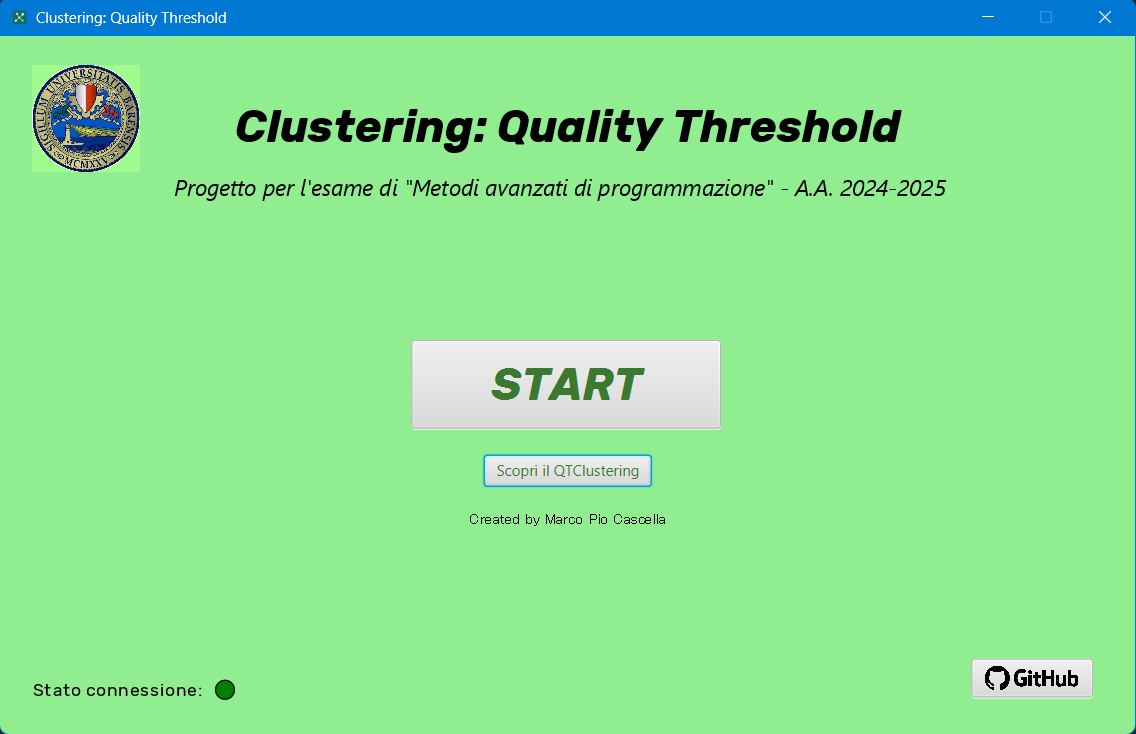 Clustering: Quality Threshold
SIGILLUM UNIVERSITATIS BARENSIS
MCMXXV
Clustering: Quality Threshold
Progetto per l'esame di "Metodi avanzati di programmazione" - A.A. 2024-2025
START
Scopri il QTClustering
Created by Marco Pio Cascella
Stato connessione:
GitHub